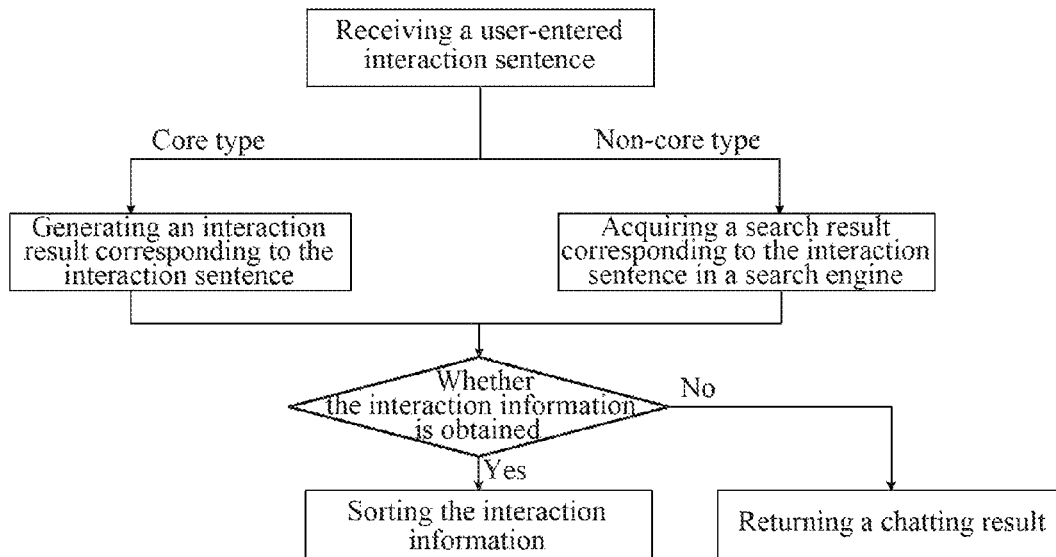 Receiving a user-entered
interaction sentence
Core type
Non-core type
Generating an interaction
result corresponding to the
interaction sentence
Acquiring a search result
corresponding to the interaction
sentence in a search engine
Whether
the interaction information
is obtained
No
Yes
Sorting the interaction
information
Returning a chatting result